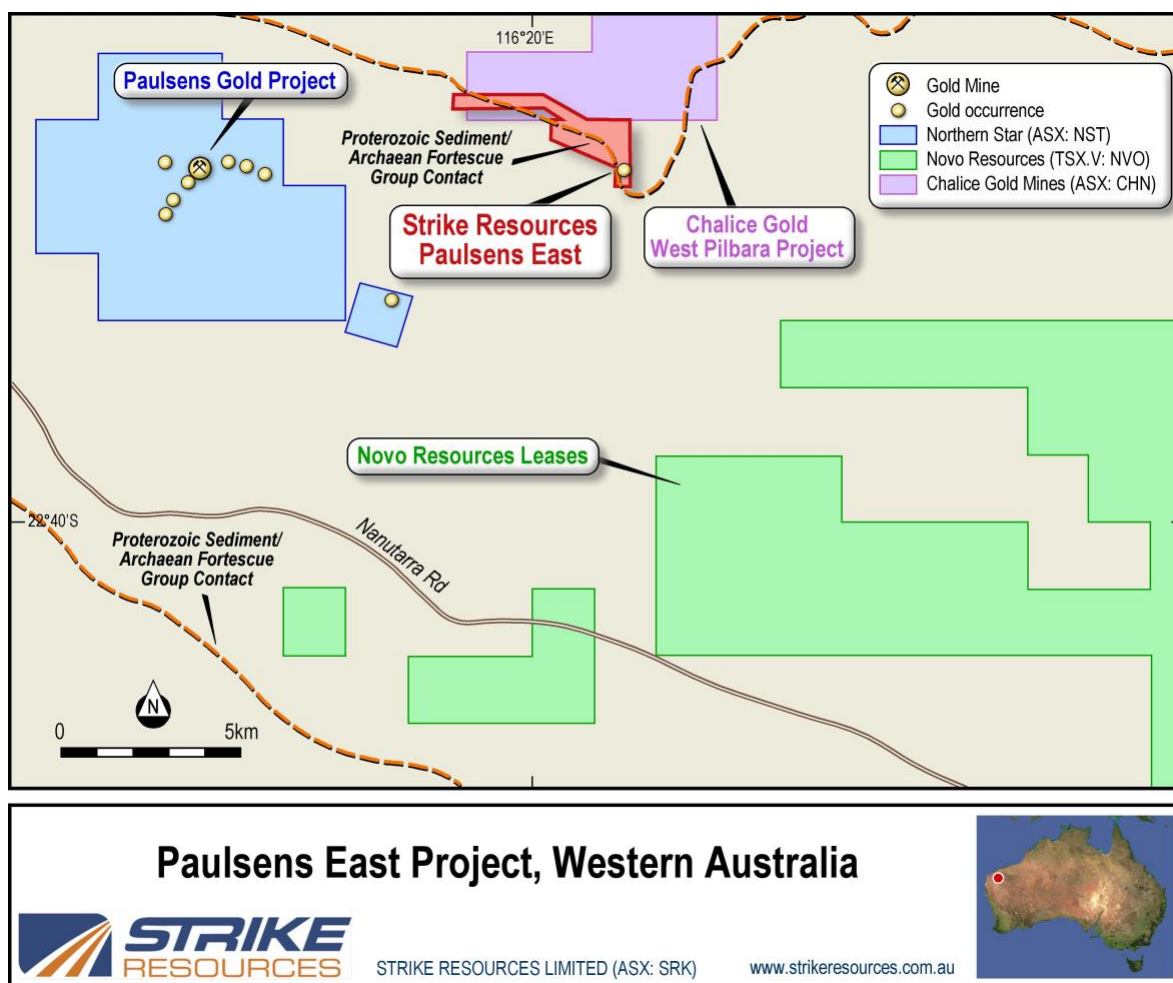 116°20'E
Paulsens Gold Project
Gold Mine
Gold occurrence
Northern Star (ASX: NST)
Novo Resources (TSX.V: NVO)
Chalice Gold Mines (ASX: CHN)
Proterozoic Sediment/
Archaean Fortescue
Group Contact
Strike Resources
Paulsens East
Chalice Gold
West Pilbara Project
Novo Resources Leases
22°40'S
Nanutarra Rd
Proterozoic Sediment/
Archaean Fortescue
Group Contact
N
0 5km
Paulsens East Project, Western Australia
STRIKE
RESOURCES
STRIKE RESOURCES LIMITED (ASX: SRK) www.strikeresources.com.au